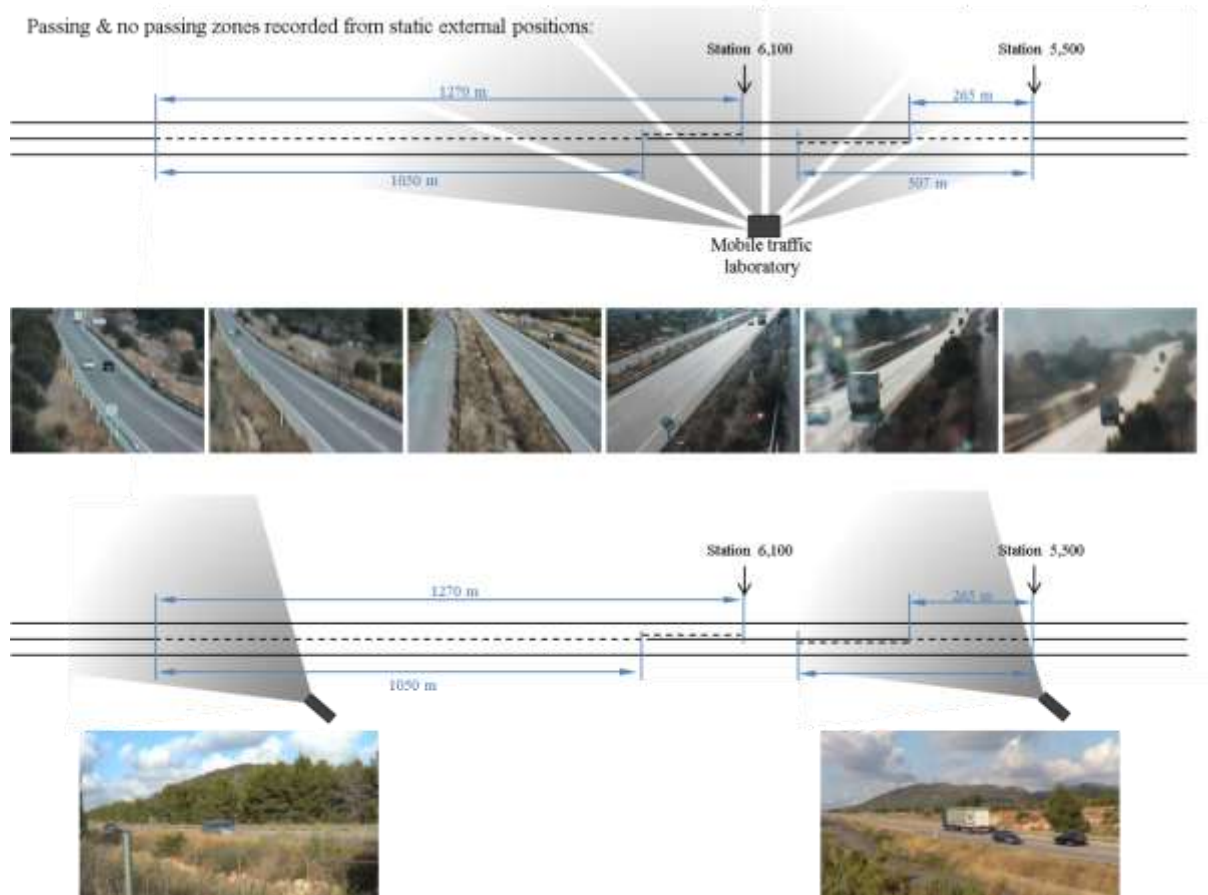 Passing & no passing zones recorded from static external positions:
Station 6,100
Station 5,500
1270 m
265 m
1050 m
507 m
Mobile traffic
laboratory
Station 6,100
Station 5,500
1270 m
265 m
1050 m